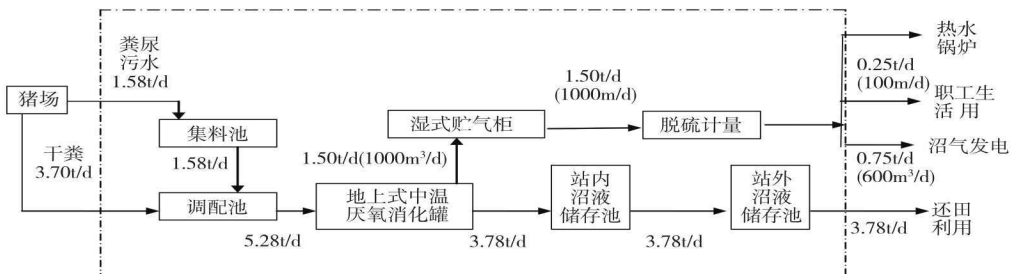 粪尿
污水
1.58t/d
猪场
干粪
3.70t/d
集料池
1.58t/d
调配池
5.28t/d
1.50t/d(1000m³/d)
地上式中温
厌氧消化罐
3.78t/d
湿式贮气柜
1.50t/d
(1000m/d)
脱硫计量
站内
沼液
储存池
3.78t/d
站外
沼液
储存池
热水
锅炉
0.25t/d
(100m/d)
职工生
活 用
沼气发电
0.75t/d
(600m³/d)
3.78t/d
还田
利用